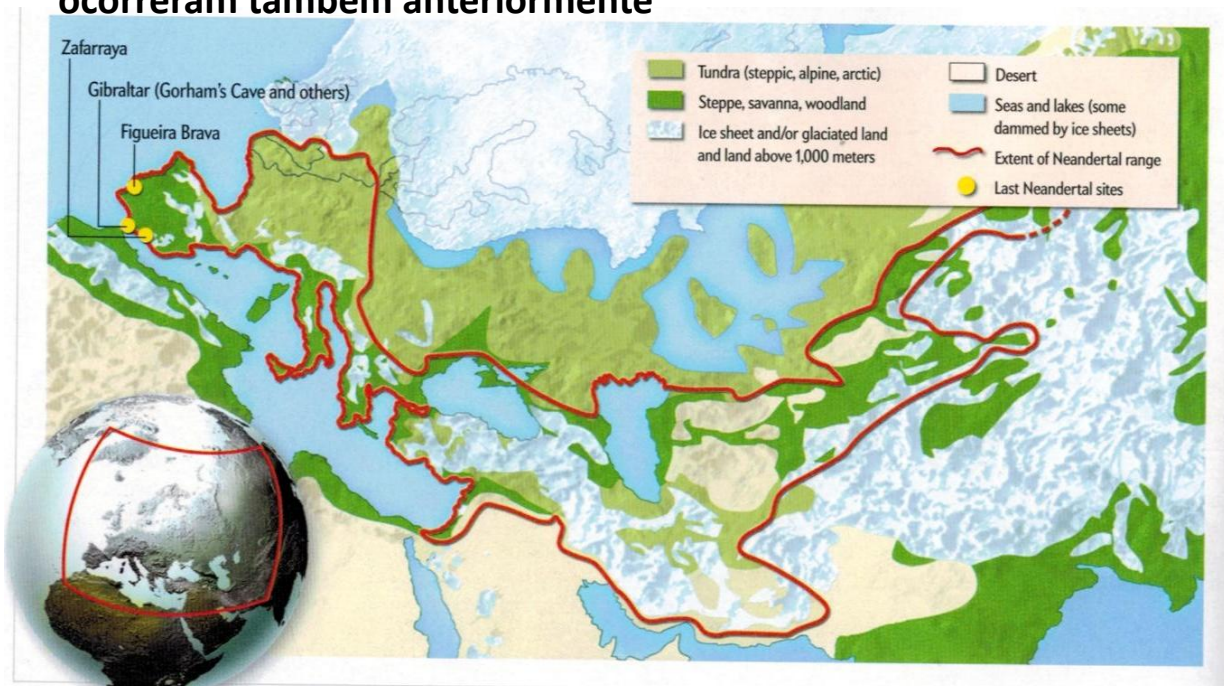 ocorreram também anteriormente
Zafarraya
Gibraltar (Gorham's Cave and others)
Figueira Brava
Tundra (steppic, alpine, arctic)
Steppe, savanna, woodland
Ice sheet and/or glaciated land
and land above 1,000 meters
Desert
Seas and lakes (some
dammed by ice sheets)
Extent of Neandertal range
Last Neandertal sites